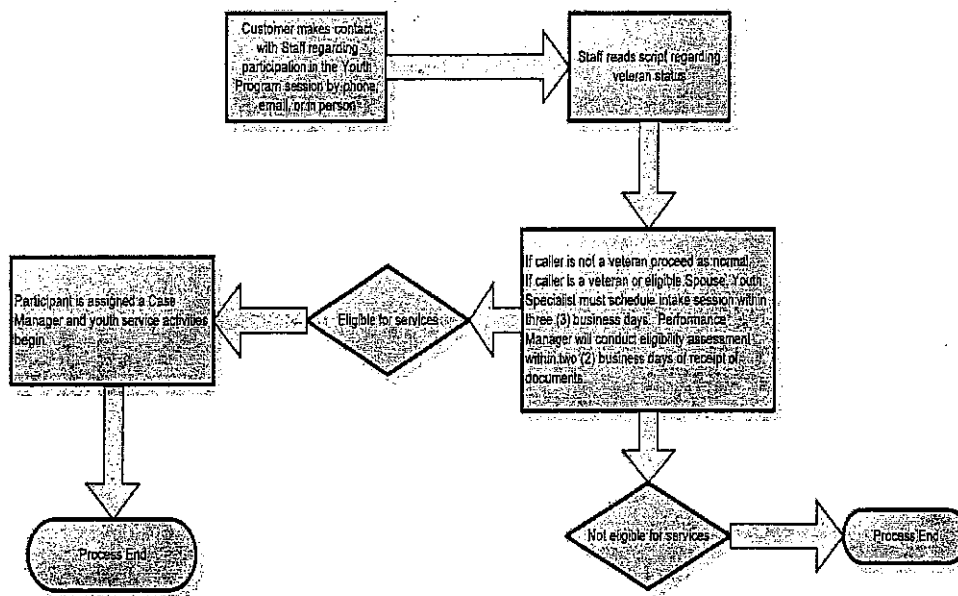 Customer makes contact
with Staff regarding
participation in the Youth
Program session by phone,
email, or in person
Staff reads script regarding
veteran status
If caller is not a veteran proceed as normal.
If caller is a veteran or eligible Spouse, Youth
Specialist must schedule intake session within
three (3) business days. Performance
Manager will conduct eligibility assessment
within two (2) business days of receipt of
documents.
Eligible for services
Participant is assigned a Case
Manager and youth service activities
begin.
Process End
Not eligible for services
Process End